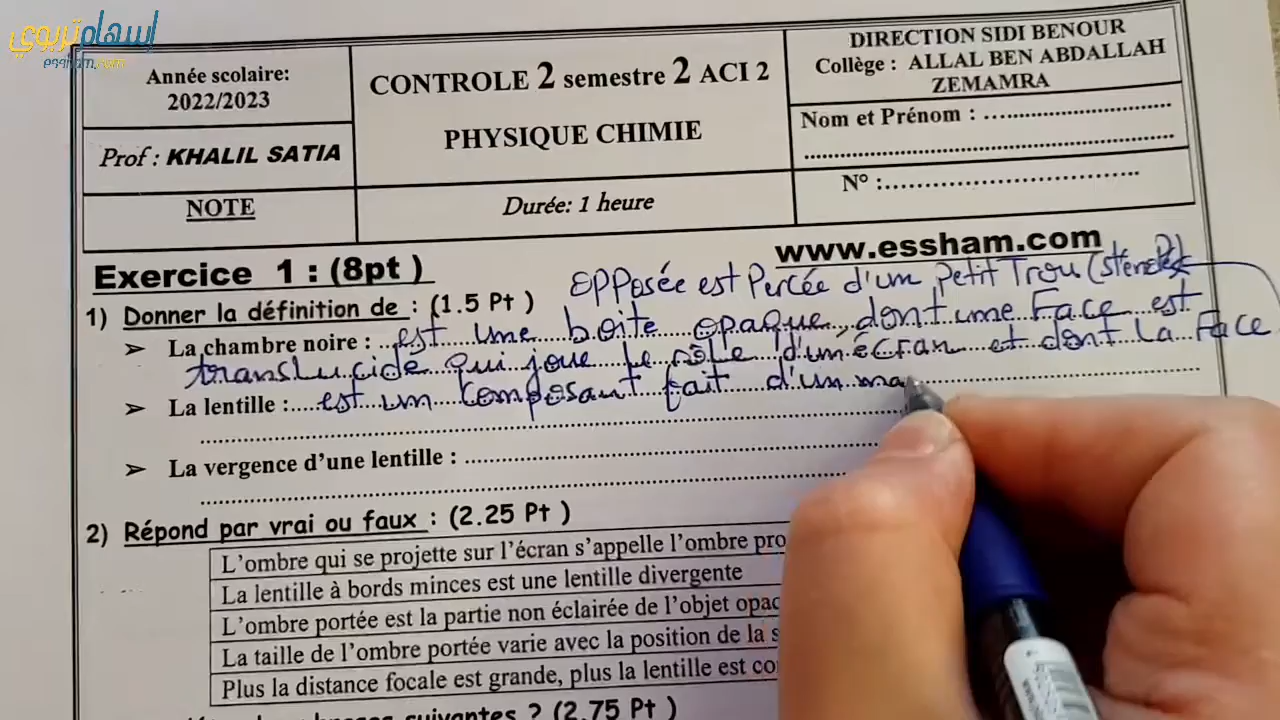 إسهام تربوي
essham.com
Année scolaire:
2022/2023
Prof : KHALIL SATIA
NOTE
CONTROLE 2 semestre 2 ACI 2
PHYSIQUE CHIMIE
Durée: 1 heure
DIRECTION SIDI BENOUR
Collège : ALLAL BEN ABDALLAH
ZEMAMRA
Nom et Prénom : ........................
N° :........................
www.essham.com
Exercice 1 : (8pt )
opposée est Percée d'un Petit Trou
1) Donner la définition de : (1.5 Pt )
➢ La chambre noire : est une boite opaque, dont une Face est
translucide qui joue le rôle d'un écran et dont la Face
➢ La lentille : est un composant fait d'un ma
➢ La vergence d'une lentille :
2) Répond par vrai ou faux : (2.25 Pt )
L'ombre qui se projette sur l'écran s'appelle l'ombre pro
La lentille à bords minces est une lentille divergente
L'ombre portée est la partie non éclairée de l'objet opac
La taille de l'ombre portée varie avec la position de la s
Plus la distance focale est grande, plus la lentille est co
suivantes ? (2.75 Pt )